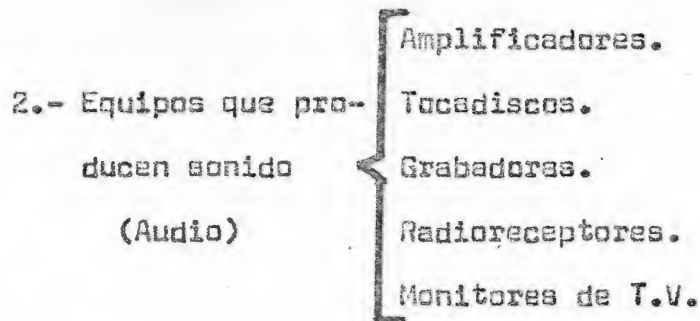 Amplificadores.
2.- Equipos que pro- Tocadiscos.
ducen sonido Grabadoras.
(Audio) Radioreceptores.
Monitores de T.V.